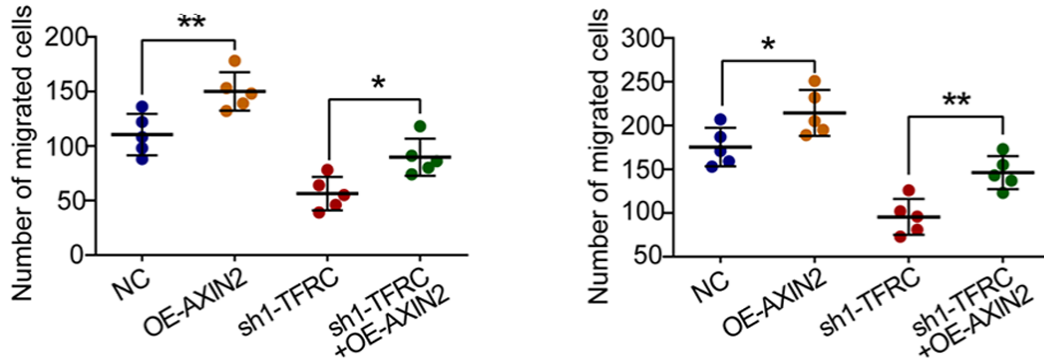 Number of migrated cells
200
150
100
50
0
**
*
NC
OE-AXIN2
sh1-TFRC
sh1-TFRC
+OE-AXIN2
Number of migrated cells
300
250
200
150
100
50
*
**
NC
OE-AXIN2
sh1-TFRC
sh1-TFRC
+OE-AXIN2